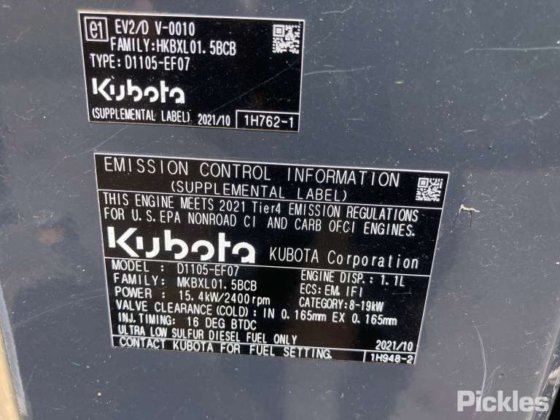 e1 EV2/D V-0010
FAMILY:HKBXL01.5BCB
TYPE: D1105-EF07
Kubota
(SUPPLEMENTAL LABEL) 2021/10 1H762-1
EMISSION CONTROL INFORMATION
(SUPPLEMENTAL LABEL)
THIS ENGINE MEETS 2021 Tier4 EMISSION REGULATIONS
FOR U.S.EPA NONROAD CI AND CARB OFCI ENGINES.
Kubota KUBOTA Corporation
MODEL : D1105-EF07 ENGINE DISP.: 1.1L
FAMILY: MKBXL01.5BCB ECS:EM, IFI
POWER : 15.4kW/2400rpm CATEGORY:8-19kW
VALVE CLEARANCE (COLD) : IN 0.165mm EX 0.165mm
INJ.TIMING: 16 DEG BTDC
ULTRA LOW SULFUR DIESEL FUEL ONLY 2021/10
CONTACT KUBOTA FOR FUEL SETTING. 1H948-2
Pickles